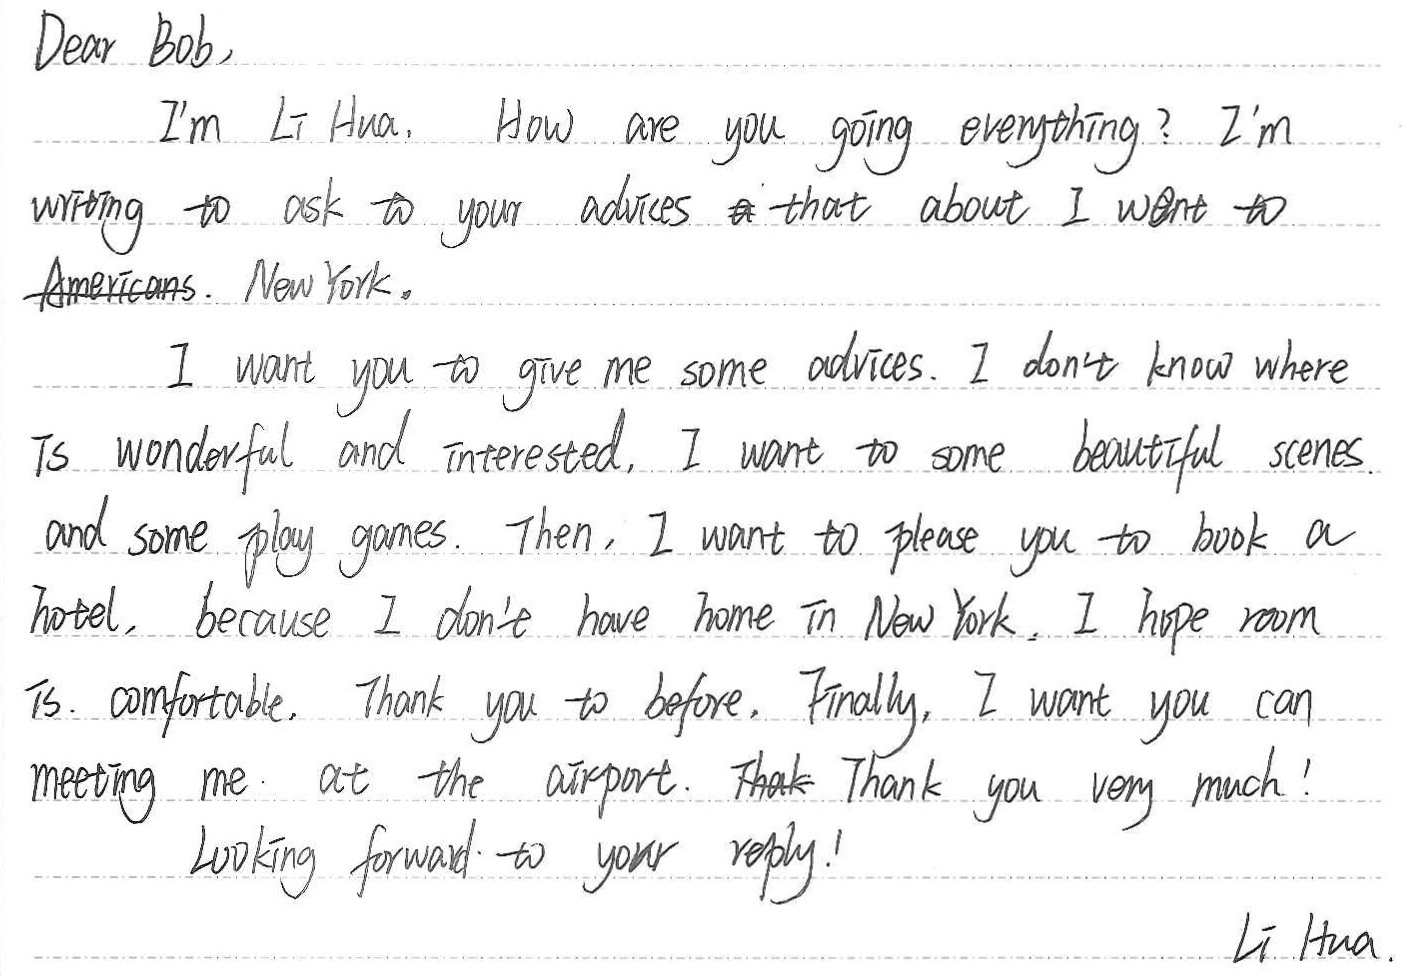 Dear Bob,
I'm Li Hua. How are you going everything? I'm
writing to ask to your advices that about I want to
Americans. New York.
I want you to give me some advices. I don't know where
is wonderful and interested. I want to some beautiful scenes
and some play games. Then, I want to please you to book a
hotel, because I don't have home in New York. I hope room
is comfortable. Thank you to before. Finally, I want you can
meeting me at the airport. Thak Thank you very much!
Looking forward to your reply!
Li Hua.